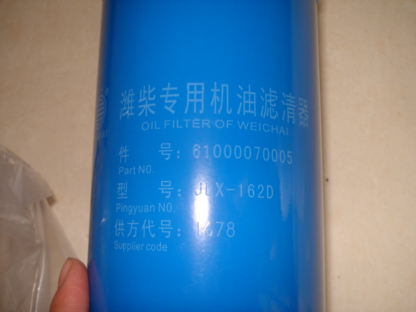 潍柴专用机油滤清器
OIL FILTER OF WEICHAI
件 号: 61000070005
Part NO.
型 号: JLX-162D
Pingyuan NO.
供方代号: 1478
Supplier code